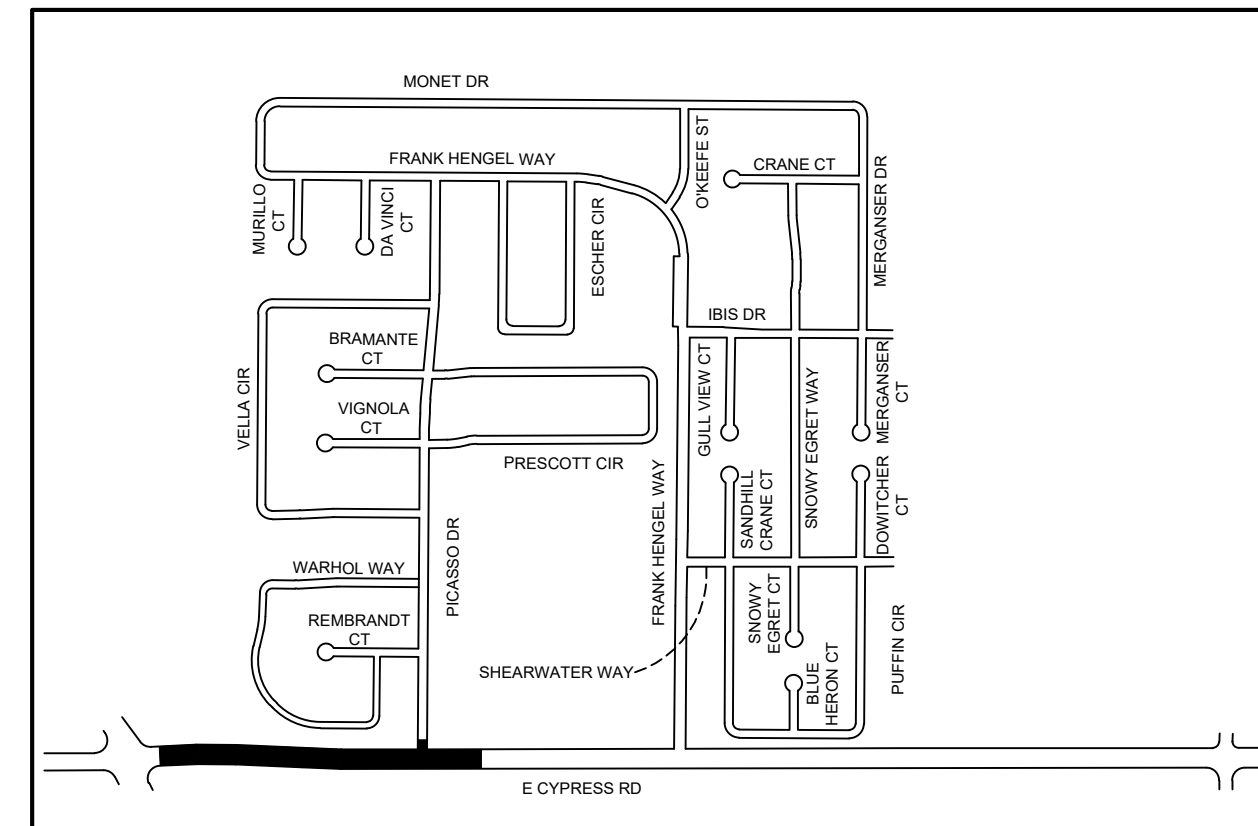 MONET DR
FRANK HENGEL WAY
O'KEEFE ST
CRANE CT
MURILLO
CT
DA VINCI
CT
ESCHER CIR
MERGANSER DR
IBIS DR
BRAMANTE
CT
VELLA CIR
VIGNOLA
CT
PRESCOTT CIR
GULL VIEW CT
SNOWY EGRET WAY
MERGANSER
CT
FRANK HENGEL WAY
SANDHILL
CRANE CT
DOWITCHER
CT
PICASSO DR
WARHOL WAY
REMBRANDT
CT
SHEARWATER WAY
SNOWY
EGRET CT
BLUE
HERON CT
PUFFIN CIR
E CYPRESS RD